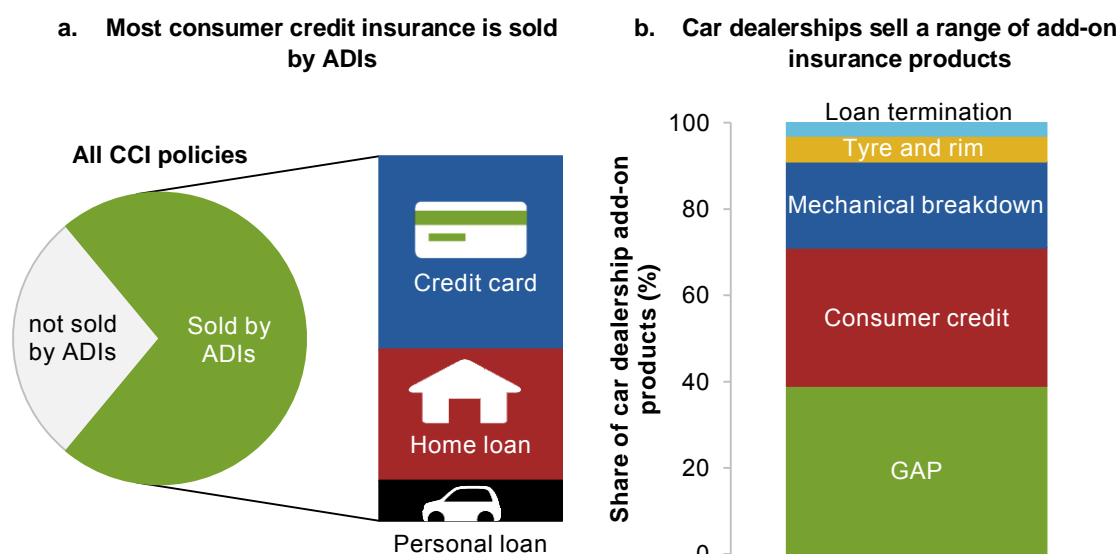 a. Most consumer credit insurance is sold
by ADIs
All CCI policies
not sold
by ADIs
Sold by
ADIs
Credit card
Home loan
Personal loan
b. Car dealerships sell a range of add-on
insurance products
Share of car dealership add-on
products (%)
100
80
60
40
20
0
Loan termination
Tyre and rim
Mechanical breakdown
Consumer credit
GAP